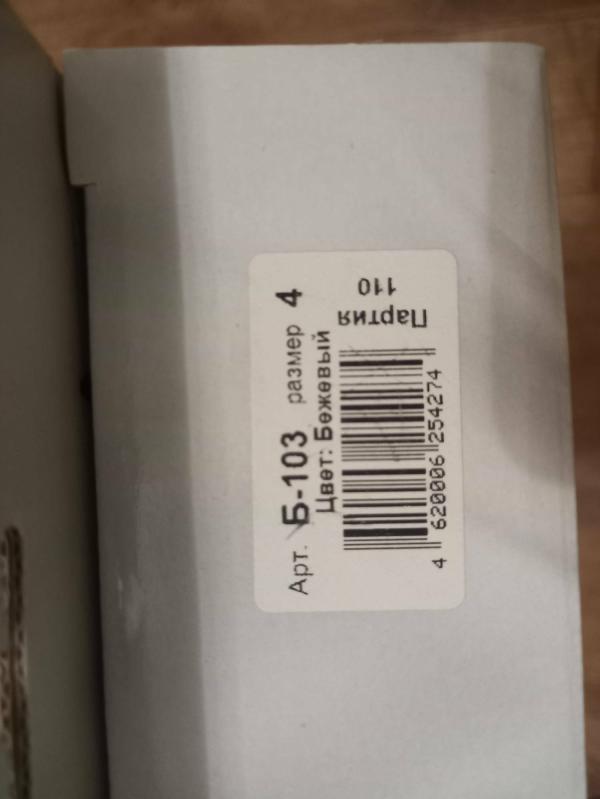 Арт. Б-103 размер 4
Цвет: Бежевый
4 620006 254274
Партия
110